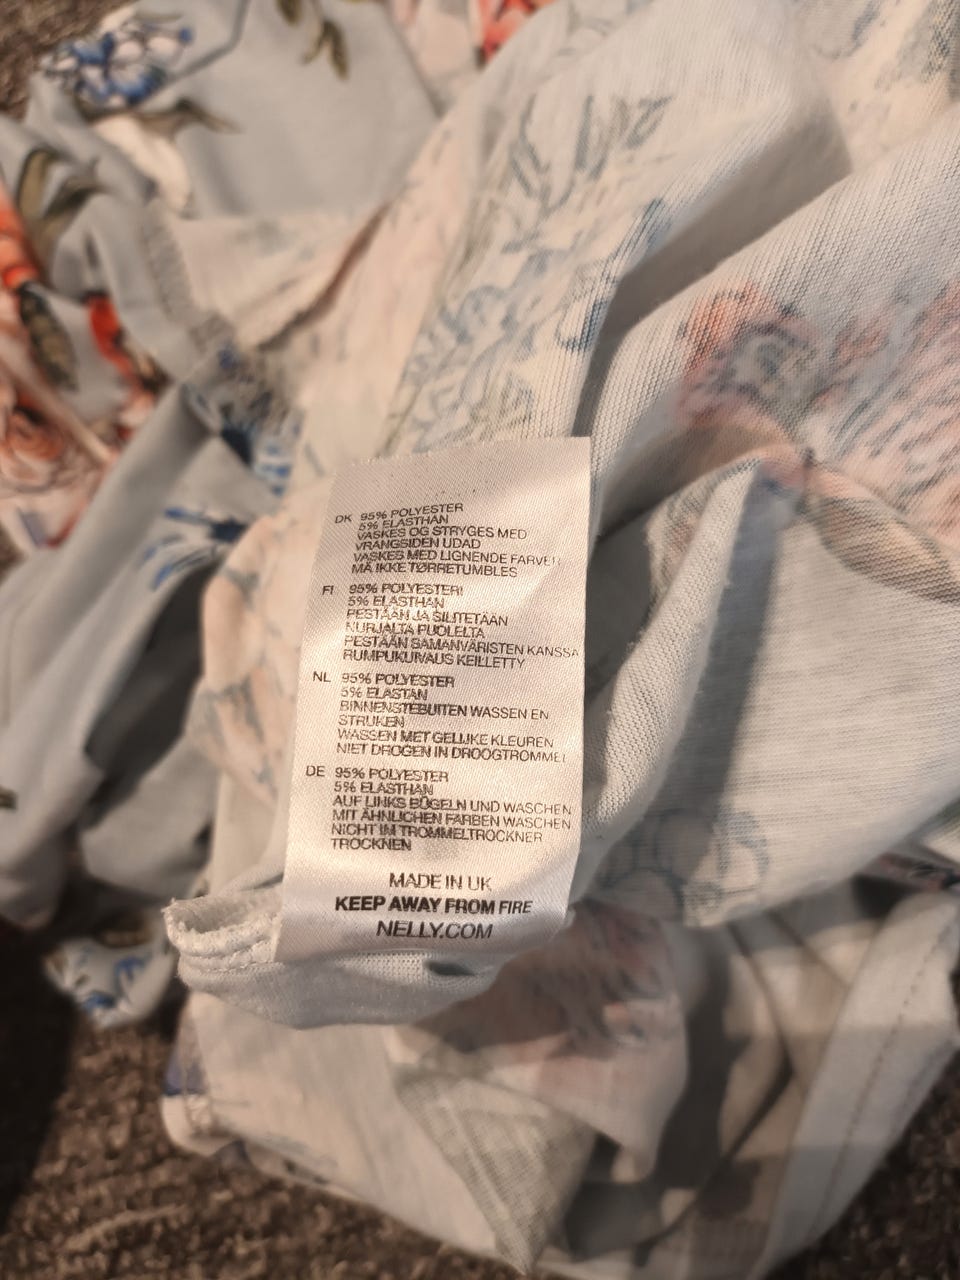 DK 95% POLYESTER
5% ELASTHAN
VASKES OG STRYGES MED
VRANGSIDEN UDAD
VASKES MED LIGNENDE FARVER
MÅ IKKE TØRRETUMBLES
FI 95% POLYESTERI
5% ELASTHAN
PESTÄÄN JA SILITETÄÄN
NURJALTA PUOLELTA
PESTÄÄN SAMANVÄRISTEN KANSSA
RUMPUKUIVAUS KEILLETTY
NL 95% POLYESTER
5% ELASTAN
BINNENSTEBUITEN WASSEN EN
STRIJKEN
WASSEN MET GELIJKE KLEUREN
NIET DROGEN IN DROOGTROMMEL
DE 95% POLYESTER
5% ELASTHAN
AUF LINKS BÜGELN UND WASCHEN
MIT ÄHNLICHEN FARBEN WASCHEN
NICHT IM TROMMELTROCKNER
TROCKNEN
MADE IN UK
KEEP AWAY FROM FIRE
NELLY.COM